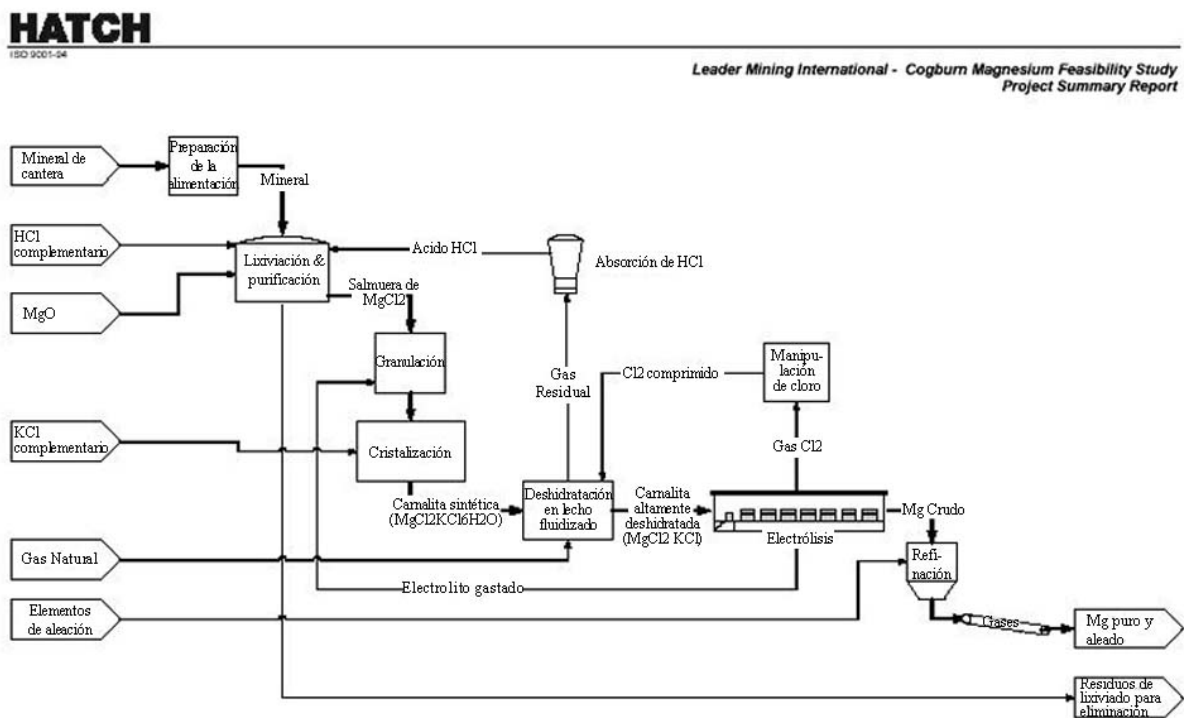 HATCH
ISO 9001-94
Leader Mining International - Cogburn Magnesium Feasibility Study
Project Summary Report
Mineral de
cantera
Preparación
de la
alimentación
Mineral
HCl
complementario
Lixiviación &
purificación
Acido HCl
Absorción de HCl
MgO
Salmuera de
MgCl2
Granulación
Gas
Residual
Cl2 comprimido
Manipu-
lación
de cloro
KCl
complementario
Cristalización
Gas Cl2
Carnalita sintética
(MgCl2KCl6H2O)
Deshidratación
en lecho
fluidizado
Carnalita
altamente
deshidratada
(MgCl2 KCl)
Electrólisis
Mg Crudo
Gas Natural
Electrolito gastado
Refi-
nación
Elementos
de aleación
Gases
Mg puro y
aleado
Residuos de
lixiviado para
eliminación